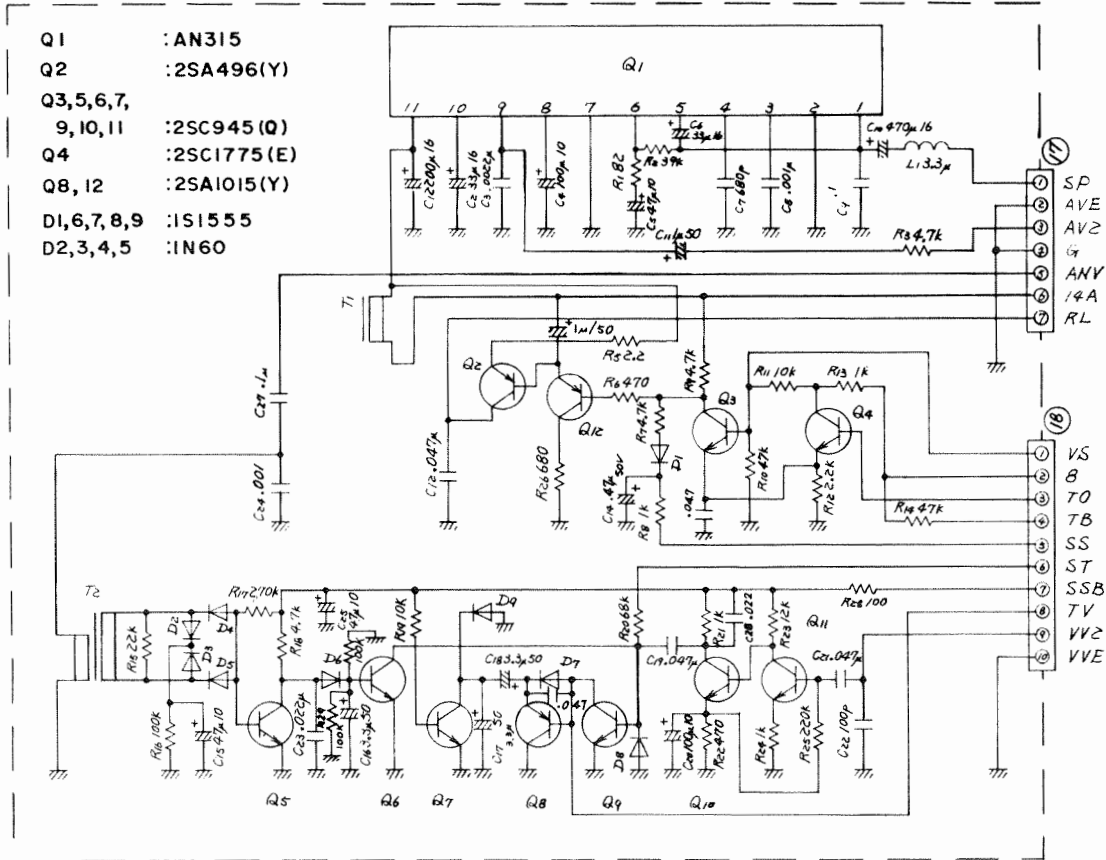 Q1 :AN315
Q2 :2SA496(Y)
Q3,5,6,7,
9,10,11 :2SC945(Q)
Q4 :2SC1775(E)
Q8,12 :2SA1015(Y)
D1,6,7,8,9 :1S1555
D2,3,4,5 :1N60
Q1
11 10 9 8 7 6 5 4 3 2 1
C1 2200μ16
C2 33μ16
C3 .0022μ
C4 100μ10
R1 82
C5 47μ10
R2 39k
C6 33μ16
C7 680p
C8 .001μ
C9 .1
C10 470μ16
L1 3.3μ
C11 1μ50
R3 4.7k
17
1 SP
2 AVE
3 AV2
4 G
5 ANV
6 14A
7 RL
T1
1μ/50
R5 2.2
Q2
Q12
R6 470
R7 4.7k
R9 4.7k
Q3
R11 10k
R13 1k
Q4
C29 .1μ
C24 .001
C12 .047μ
R26 680
D1
C14 .47μ 50V
R8 1k
.047
R10 47k
R12 2.2k
R14 47k
18
1 VS
2 8
3 TO
4 TB
5 SS
6 ST
7 SSB
8 TV
9 VV2
10 VVE
T2
R15 22k
D2
D3
D4
D5
R17 270k
R18 4.7k
C25 47μ10
100k
D6
R19 10k
D9
R20 68k
C19 .047μ
R21 1k
C28 .022
R23 12k
Q11
R28 100
C21 .047μ
R16 100k
C15 47μ10
C23 .022μ
100k
C16 3.3μ50
C18 3.3μ50
D7
.047
C17 3.3μ 50
D8
C20 100μ10
R22 470
R24 1k
R25 220k
C22 100p
Q5
Q6
Q7
Q8
Q9
Q10